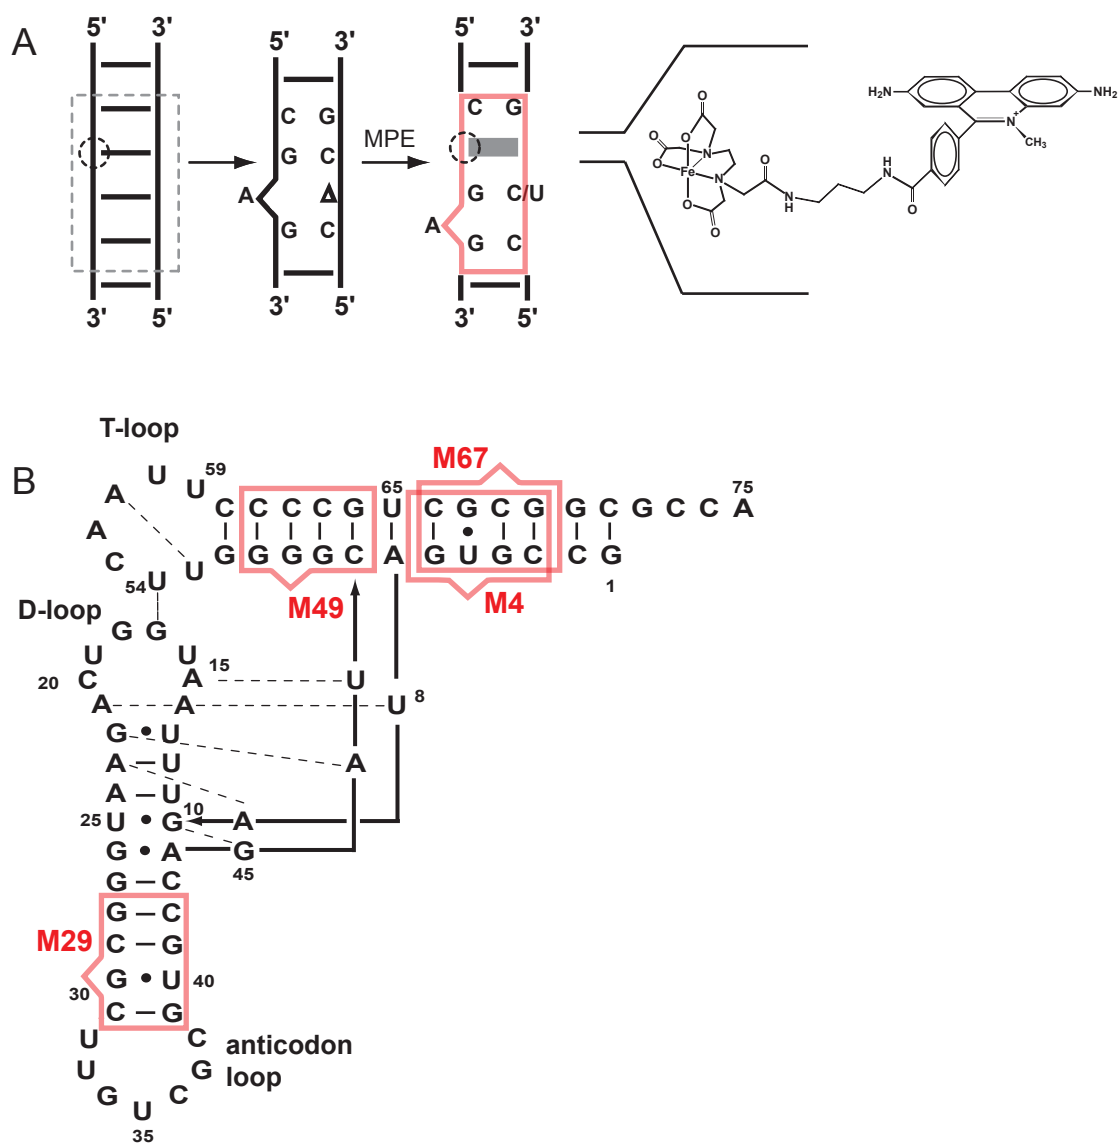 A
5' 3'
3' 5'
5' 3'
C G
G C
A Δ
G C
3' 5'
MPE
5' 3'
C G
G C/U
A
G C
3' 5'
H2N
NH2
N+
CH3
O
O
O
O
O
O
Fe
N
N
O
N
H
H
N
O
B
T-loop
M67
U U 59 C C C C G 65 U C G C G G C G C C 75 A
A
A
C
54 U
U G G G G C A G U G C C G
1
M49
M4
D-loop
G G
U U
20 C A 15 U
A A U 8
G U
A U A
A U
25 U G 10 A
G A G
45
G C
G C
M29
C G
G U 40
30 C G
U C
U G
G C
U
35
anticodon
loop